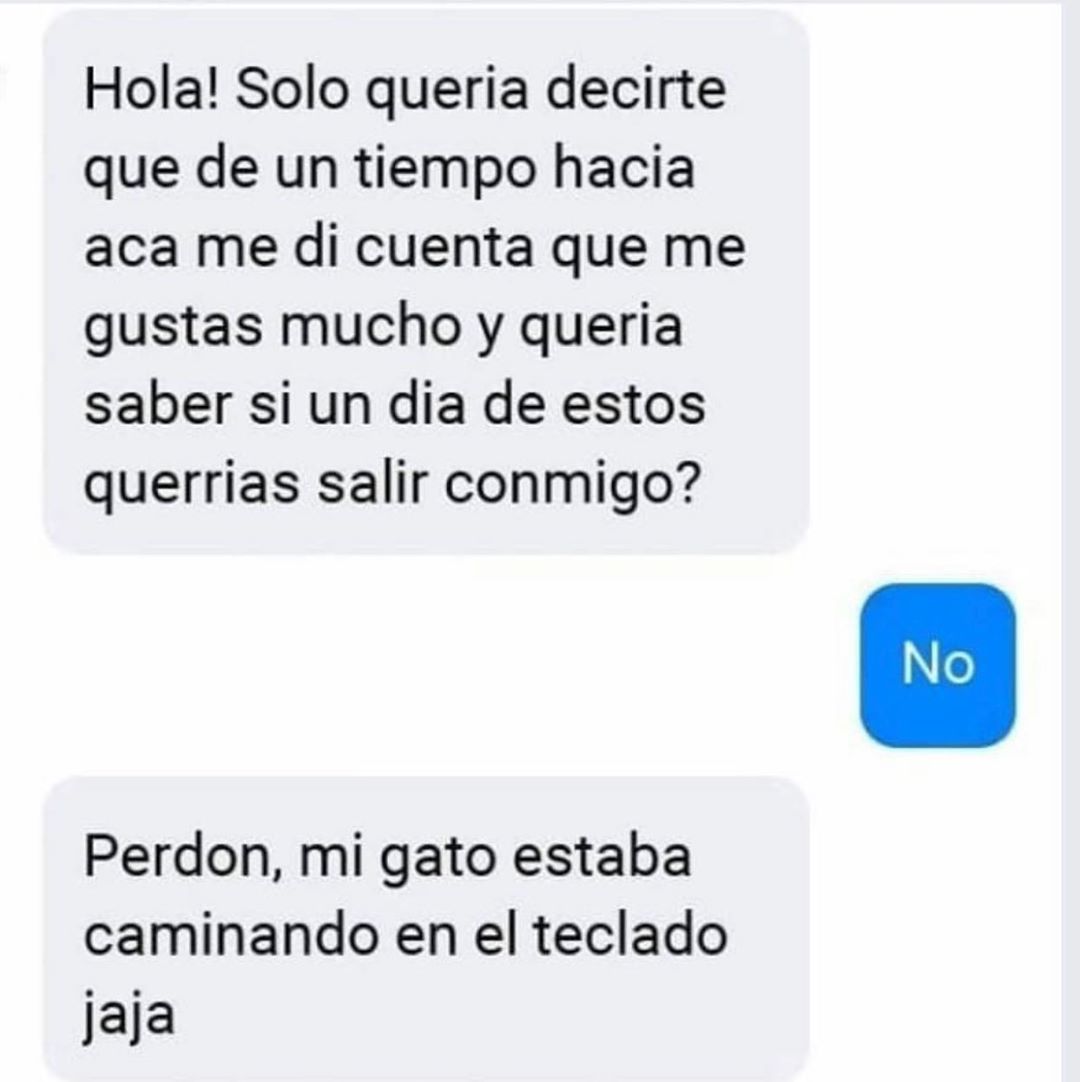 Hola! Solo queria decirte
que de un tiempo hacia
aca me di cuenta que me
gustas mucho y queria
saber si un dia de estos
querrias salir conmigo?
No
Perdon, mi gato estaba
caminando en el teclado
jaja